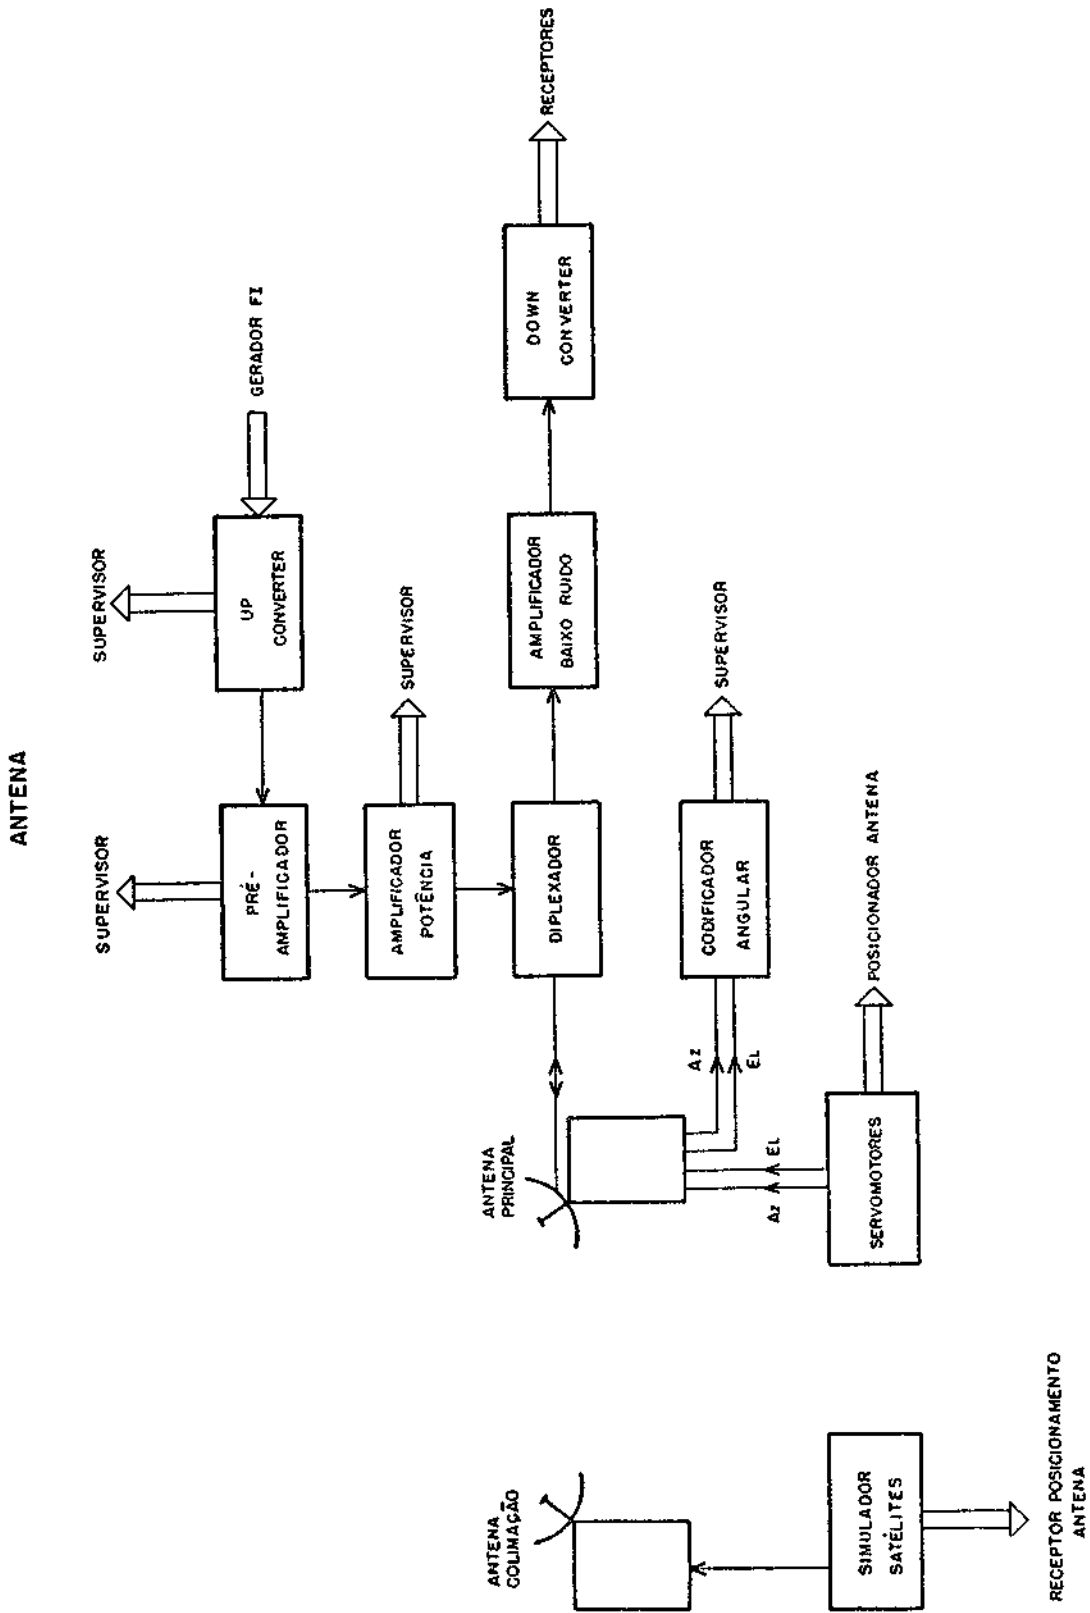 ANTENA
SUPERVISOR
SUPERVISOR
GERADOR FI
PRÉ-
AMPLIFICADOR
UP
CONVERTER
AMPLIFICADOR
POTÊNCIA
SUPERVISOR
ANTENA
COLIMAÇÃO
ANTENA
PRINCIPAL
DIPLEXADOR
AMPLIFICADOR
BAIXO RUIDO
DOWN
CONVERTER
RECEPTORES
Az
EL
CODIFICADOR
ANGULAR
SUPERVISOR
Az
EL
SIMULADOR
SATÉLITES
SERVOMOTORES
POSICIONADOR ANTENA
RECEPTOR POSICIONAMENTO
ANTENA